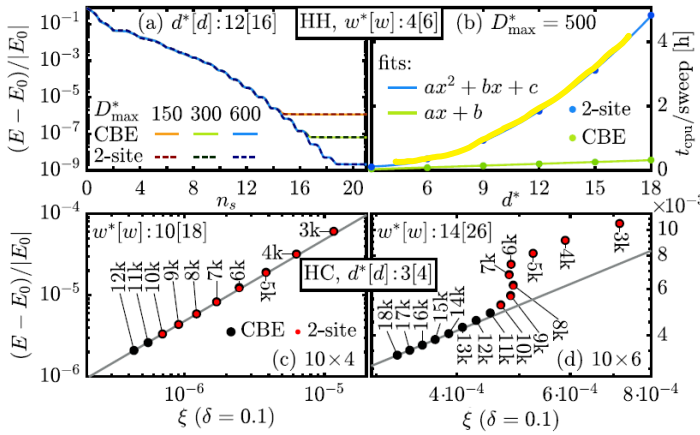 (a) d*[d] : 12[16]
HH, w*[w] : 4[6]
(b) D*max = 500
(E − E0)/|E0|
10⁻¹
10⁻³
10⁻⁵
10⁻⁷
10⁻⁹
D*max 150 300 600
CBE
2-site
0 4 8 12 16 20
ns
fits:
ax² + bx + c
ax + b
2-site
CBE
4
2
0
tcpu/sweep [h]
6 9 12 15 18
d*
w*[w] : 10[18]
HC, d*[d] : 3[4]
w*[w] : 14[26]
×10⁻³
(E − E0)/|E0|
10⁻⁴
10⁻⁵
10⁻⁶
3k
4k
5k
6k
7k
8k
9k
10k
11k
12k
CBE 2-site
(c) 10×4
10⁻⁶ 10⁻⁵
ξ (δ = 0.1)
3k
4k
5k
6k
7k
8k
9k
10k
11k
12k
13k
14k
15k
16k
17k
18k
(d) 10×6
10
8
6
4
4·10⁻⁴ 6·10⁻⁴ 8·10⁻⁴
ξ (δ = 0.1)